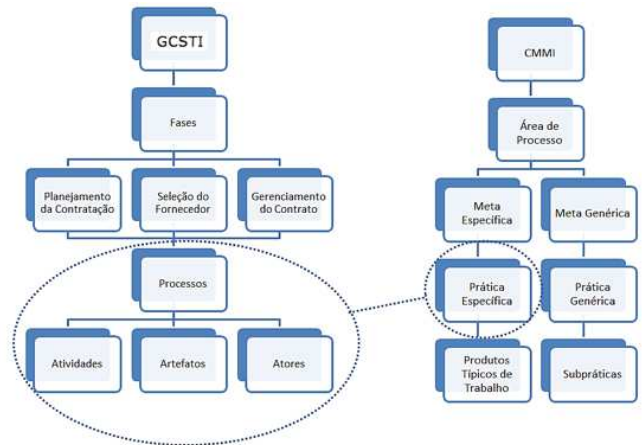 GCSTI
Fases
Planejamento
da Contratação
Seleção do
Fornecedor
Gerenciamento
do Contrato
Processos
Atividades
Artefatos
Atores
CMMI
Área de
Processo
Meta
Específica
Meta Genérica
Prática
Específica
Prática
Genérica
Produtos
Típicos de
Trabalho
Subpráticas